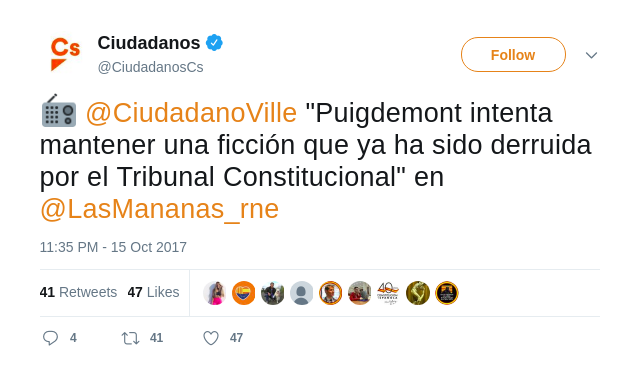 Cs
Ciudadanos
@CiudadanosCs
Follow
@CiudadanoVille "Puigdemont intenta
mantener una ficción que ya ha sido derruida
por el Tribunal Constitucional" en
@LasMananas_rne
11:35 PM - 15 Oct 2017
41 Retweets 47 Likes
40
4 41 47